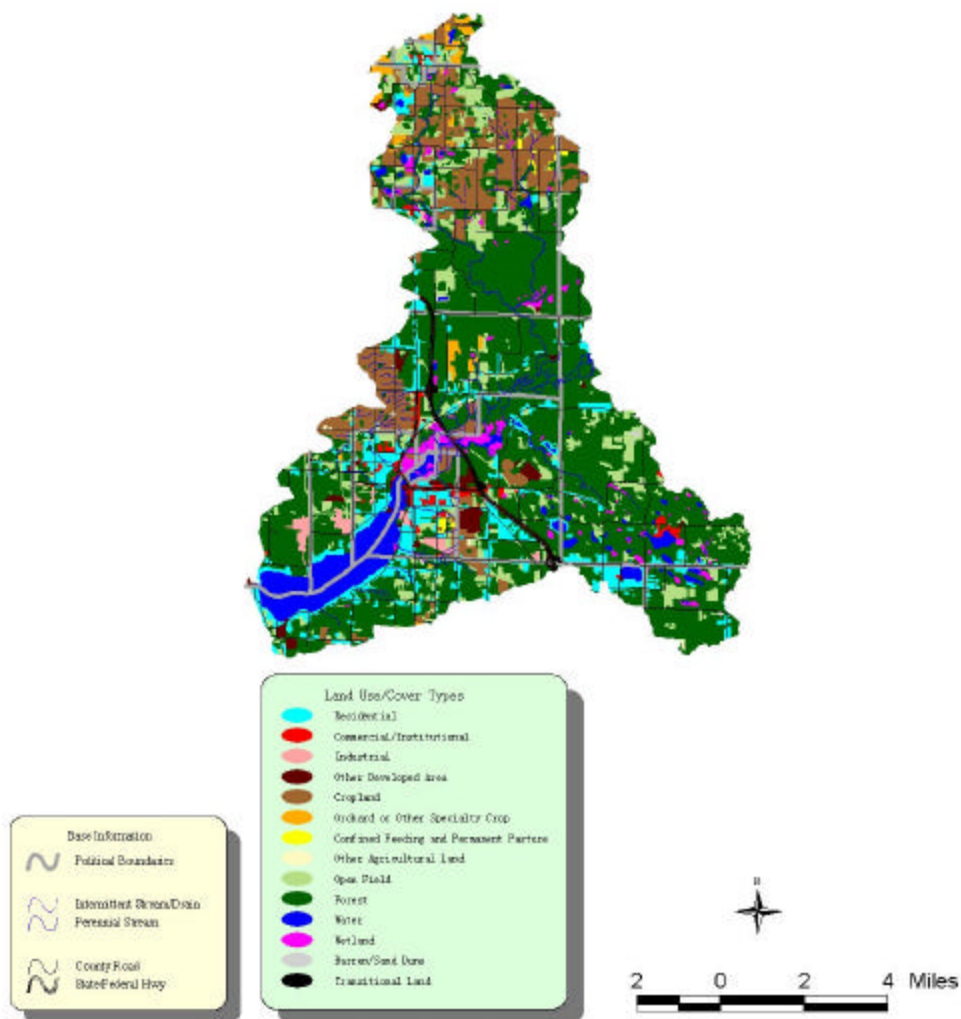 Land Use/Cover Types
Residential
Commercial/Institutional
Industrial
Other Developed Area
Cropland
Orchard or Other Specialty Crop
Confined Feeding and Permanent Pasture
Other Agricultural Land
Open Field
Forest
Water
Wetland
Barren/Sand Dune
Transitional Land
Base Information
Political Boundaries
Intermittent Stream/Drain
Perennial Stream
County Road
State/Federal Hwy
N
2 0 2 4 Miles